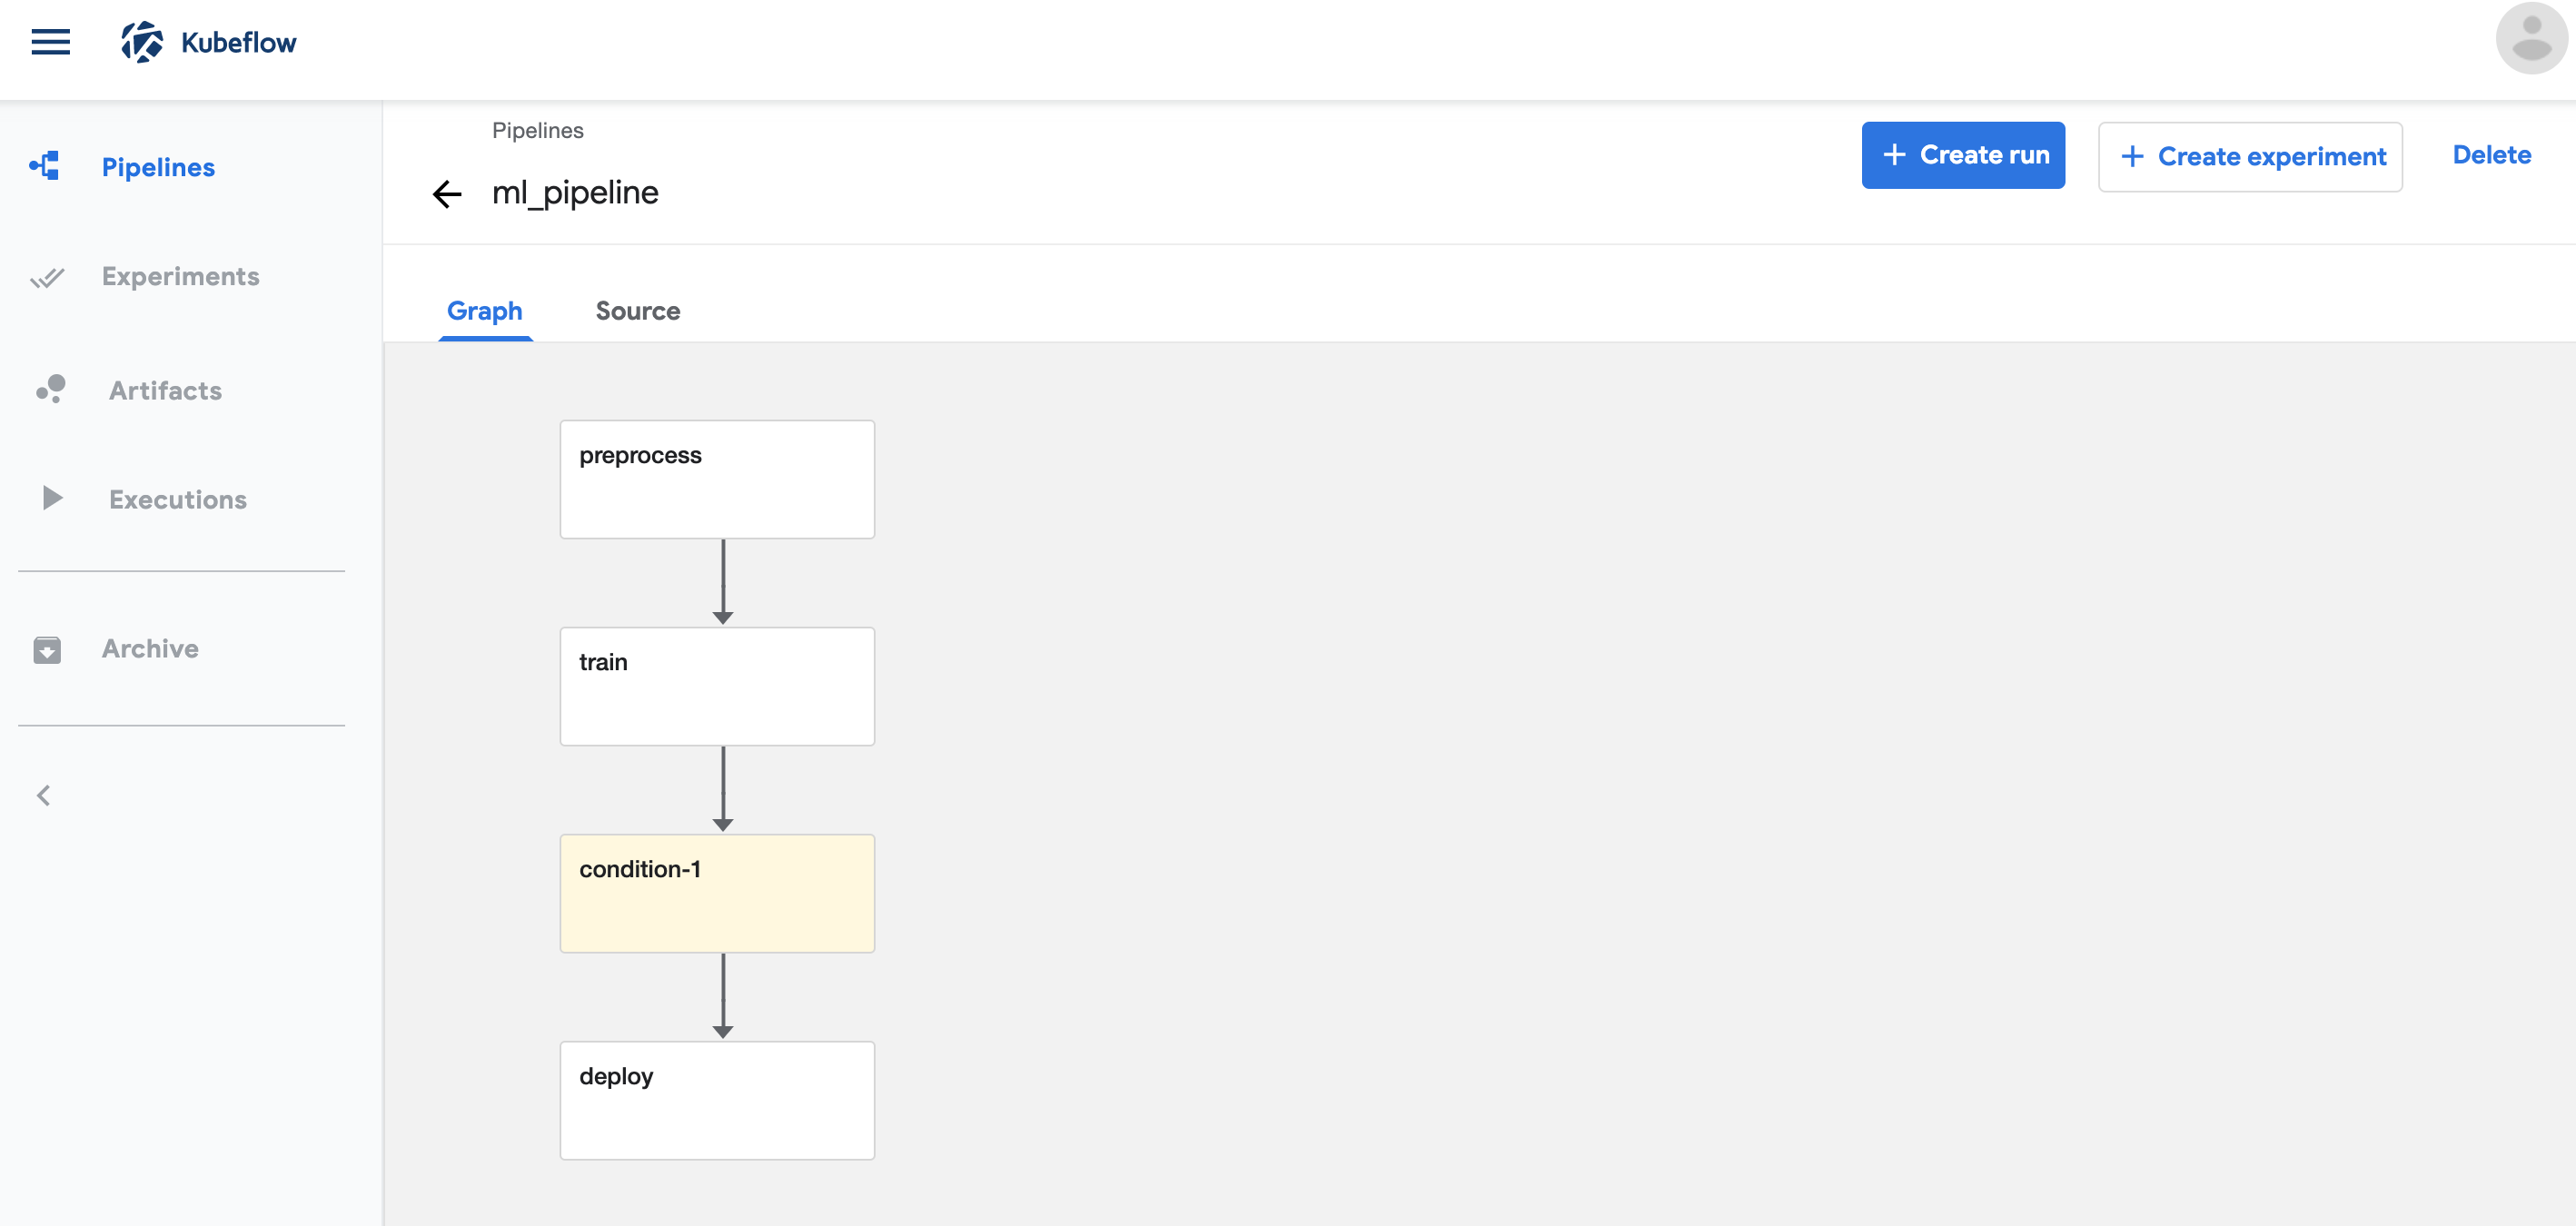 Kubeflow
Pipelines
Experiments
Artifacts
Executions
Archive
Pipelines
ml_pipeline
+ Create run
+ Create experiment
Delete
Graph
Source
preprocess
train
condition-1
deploy